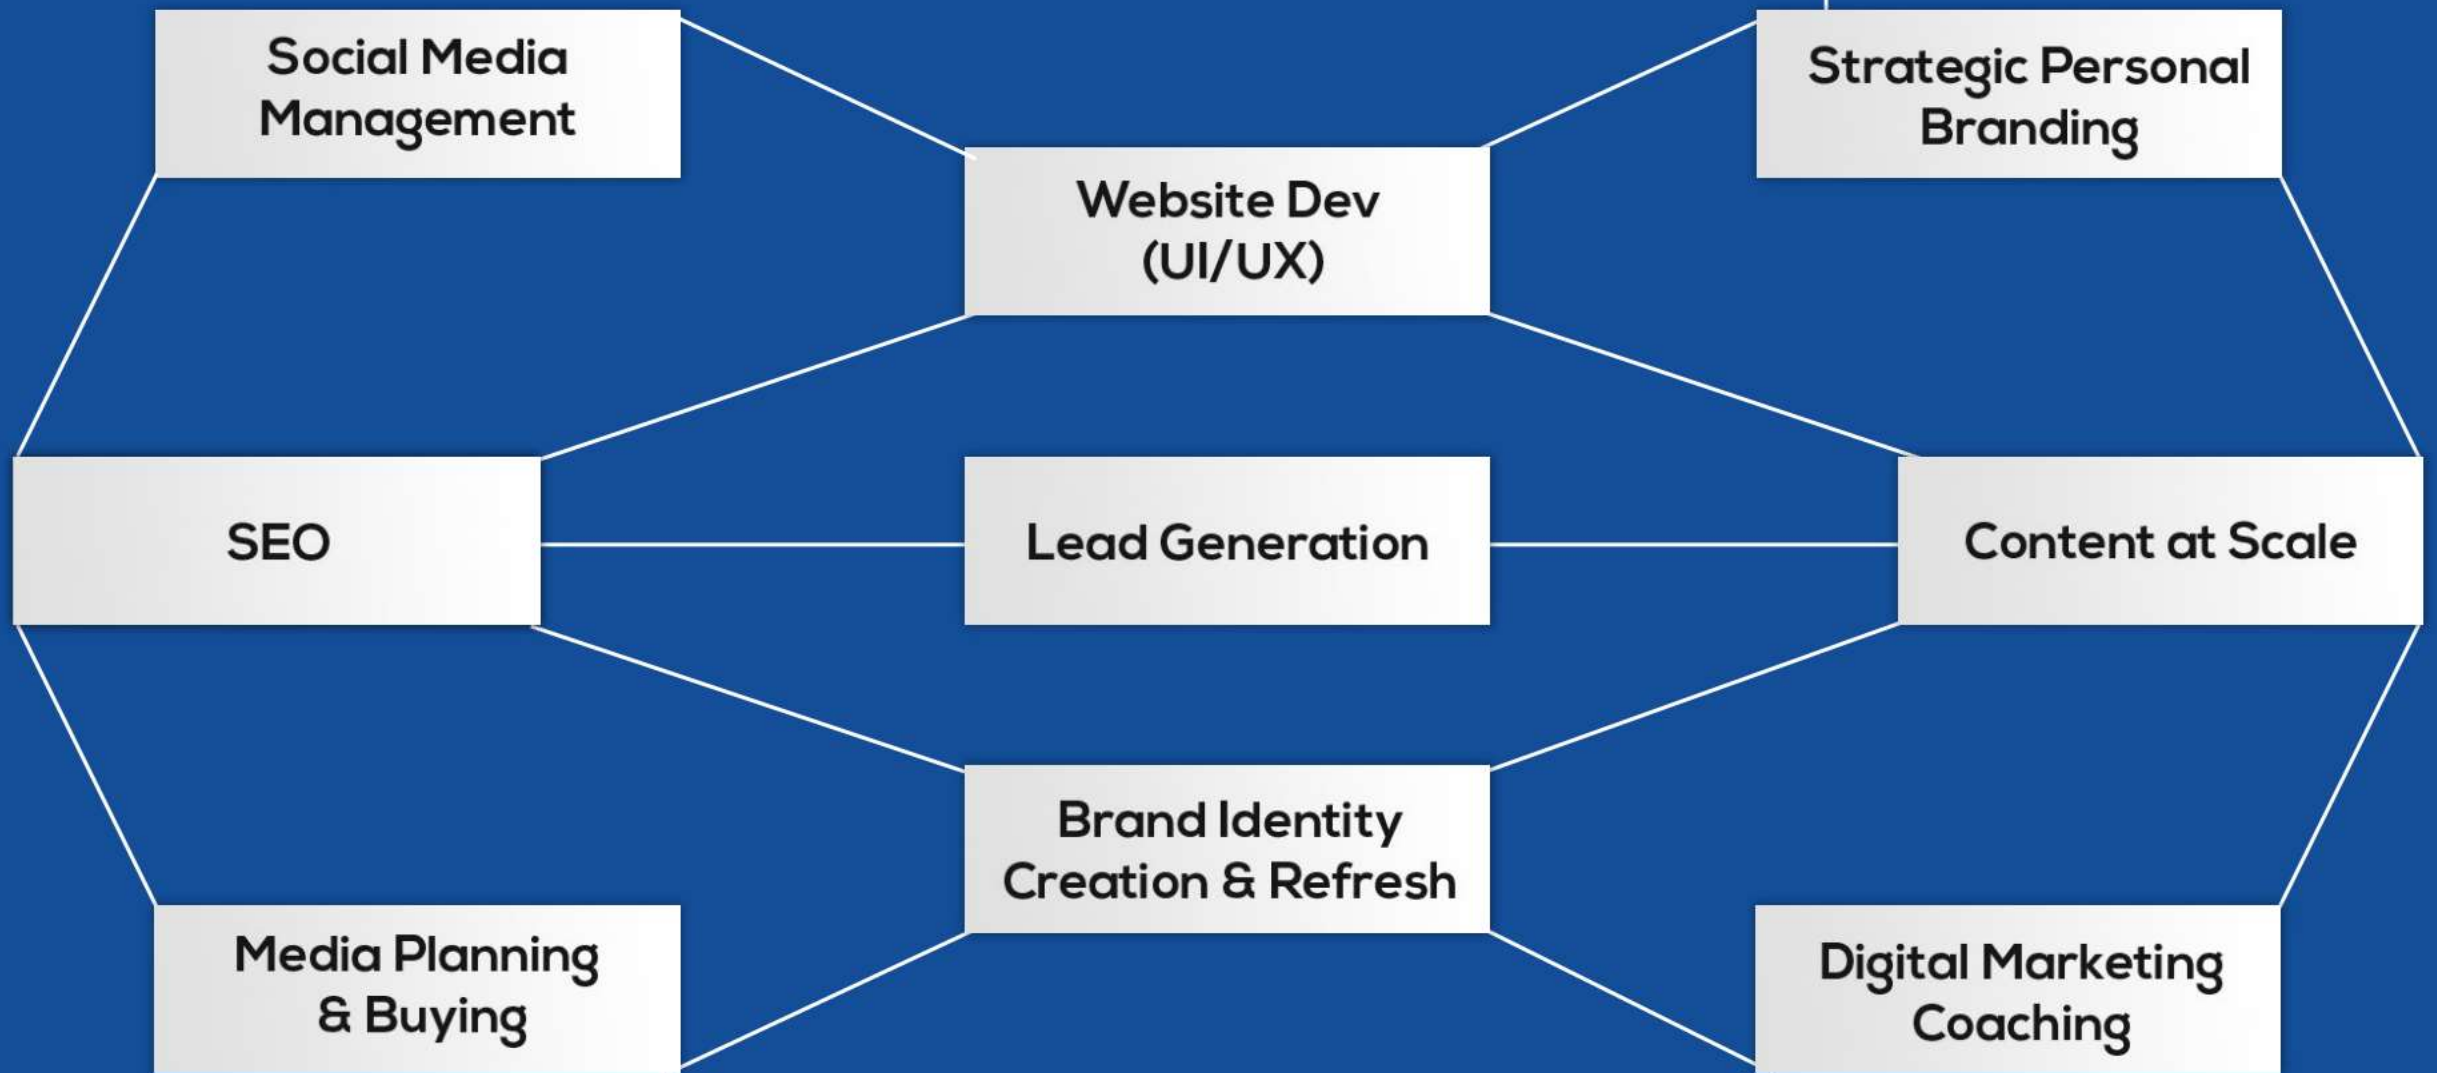 Social Media
Management
Strategic Personal
Branding
Website Dev
(UI/UX)
SEO
Lead Generation
Content at Scale
Brand Identity
Creation & Refresh
Media Planning
& Buying
Digital Marketing
Coaching